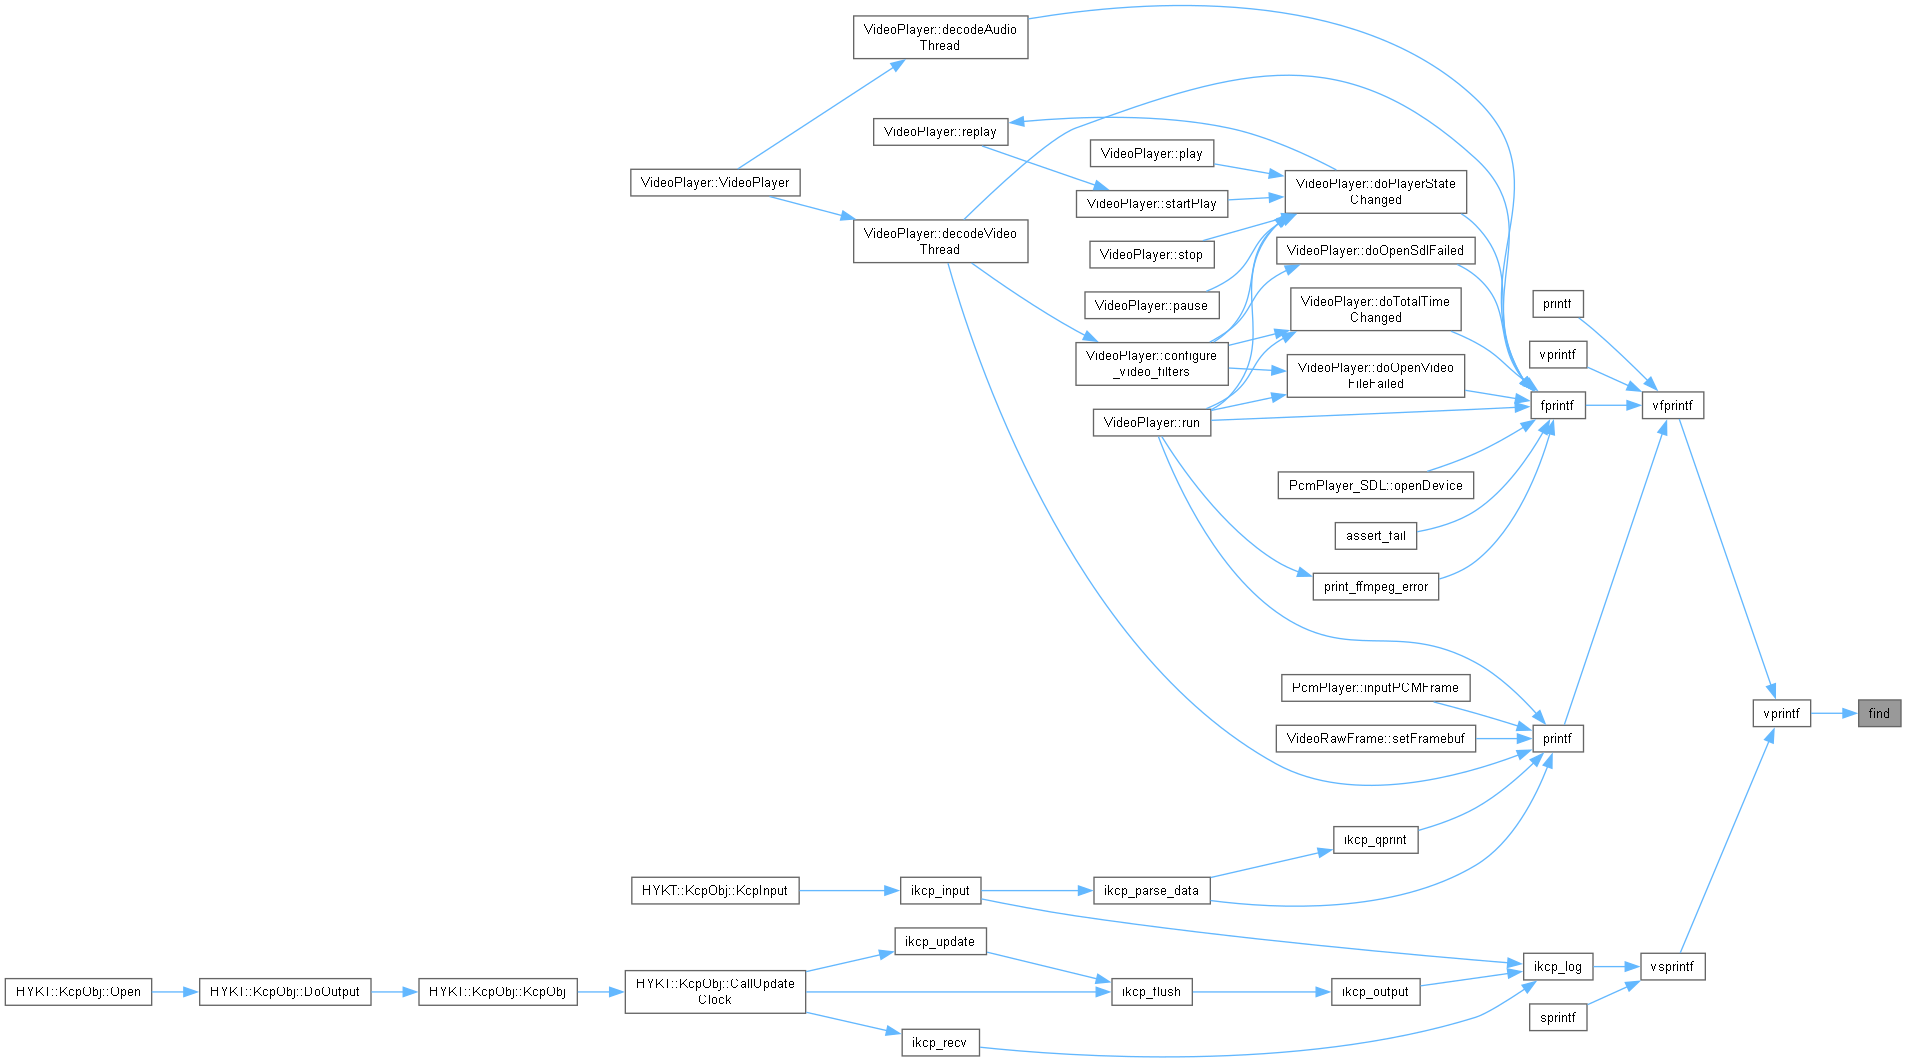 VideoPlayer::decodeAudio
Thread
VideoPlayer::replay
VideoPlayer::play
VideoPlayer::VideoPlayer
VideoPlayer::doPlayerState
Changed
VideoPlayer::startPlay
VideoPlayer::decodeVideo
Thread
VideoPlayer::stop
VideoPlayer::doOpenSdlFailed
VideoPlayer::pause
VideoPlayer::doTotalTime
Changed
printf
VideoPlayer::configure
_video_filters
VideoPlayer::doOpenVideo
FileFailed
vprintf
VideoPlayer::run
fprintf
vfprintf
PcmPlayer_SDL::openDevice
assert_fail
print_ffmpeg_error
PcmPlayer::inputPCMFrame
vprintf
find
VideoRawFrame::setFramebuf
printf
ikcp_qprint
HYKT::KcpObj::KcpInput
ikcp_input
ikcp_parse_data
ikcp_update
ikcp_log
vsprintf
HYKT::KcpObj::Open
HYKT::KcpObj::DoOutput
HYKT::KcpObj::KcpObj
HYKT::KcpObj::CallUpdate
Clock
ikcp_flush
ikcp_output
sprintf
ikcp_recv